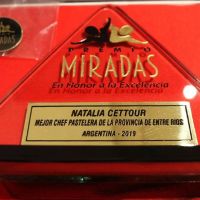 MIRADAS
PREMIO
MIRADAS
En Honor a la Excelencia
En Honor a la Excelencia
NATALIA CETTOUR
MEJOR CHEF PASTELERA DE LA PROVINCIA DE ENTRE RIOS
ARGENTINA - 2019